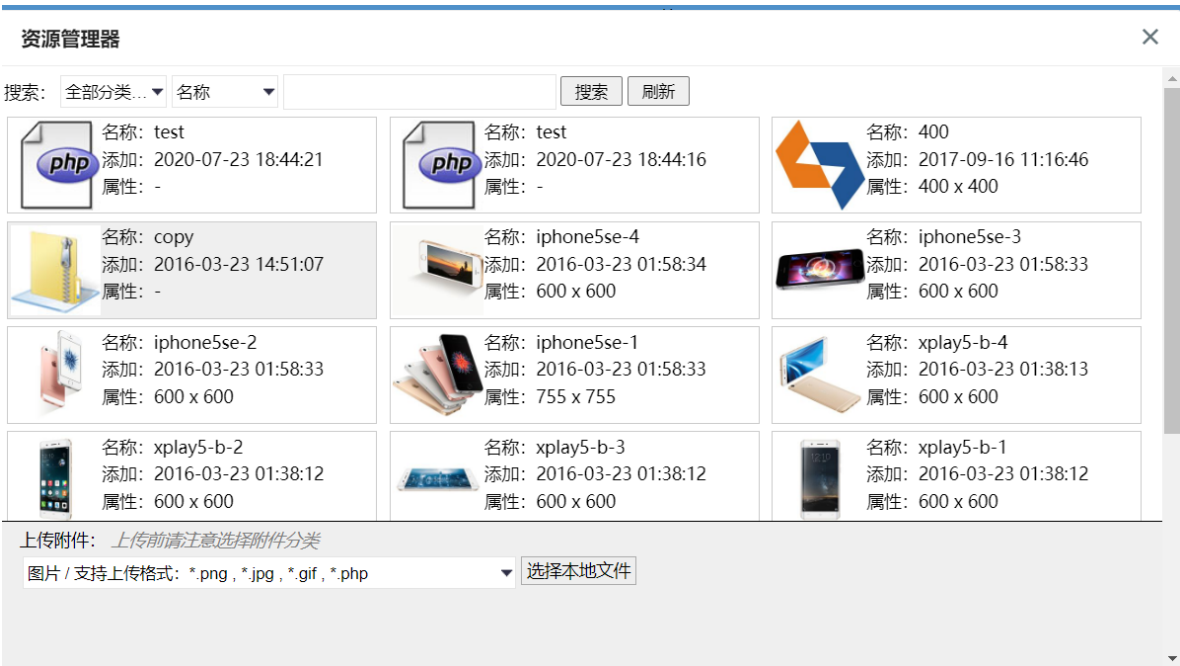 资源管理器
搜索: 全部分类... 名称 搜索 刷新
php 名称: test
添加: 2020-07-23 18:44:21
属性: -
php 名称: test
添加: 2020-07-23 18:44:16
属性: -
名称: 400
添加: 2017-09-16 11:16:46
属性: 400 x 400
名称: copy
添加: 2016-03-23 14:51:07
属性: -
名称: iphone5se-4
添加: 2016-03-23 01:58:34
属性: 600 x 600
名称: iphone5se-3
添加: 2016-03-23 01:58:33
属性: 600 x 600
名称: iphone5se-2
添加: 2016-03-23 01:58:33
属性: 600 x 600
名称: iphone5se-1
添加: 2016-03-23 01:58:33
属性: 755 x 755
名称: xplay5-b-4
添加: 2016-03-23 01:38:13
属性: 600 x 600
名称: xplay5-b-2
添加: 2016-03-23 01:38:12
属性: 600 x 600
名称: xplay5-b-3
添加: 2016-03-23 01:38:12
属性: 600 x 600
名称: xplay5-b-1
添加: 2016-03-23 01:38:12
属性: 600 x 600
上传附件: 上传前请注意选择附件分类
图片 / 支持上传格式: *.png , *.jpg , *.gif , *.php 选择本地文件